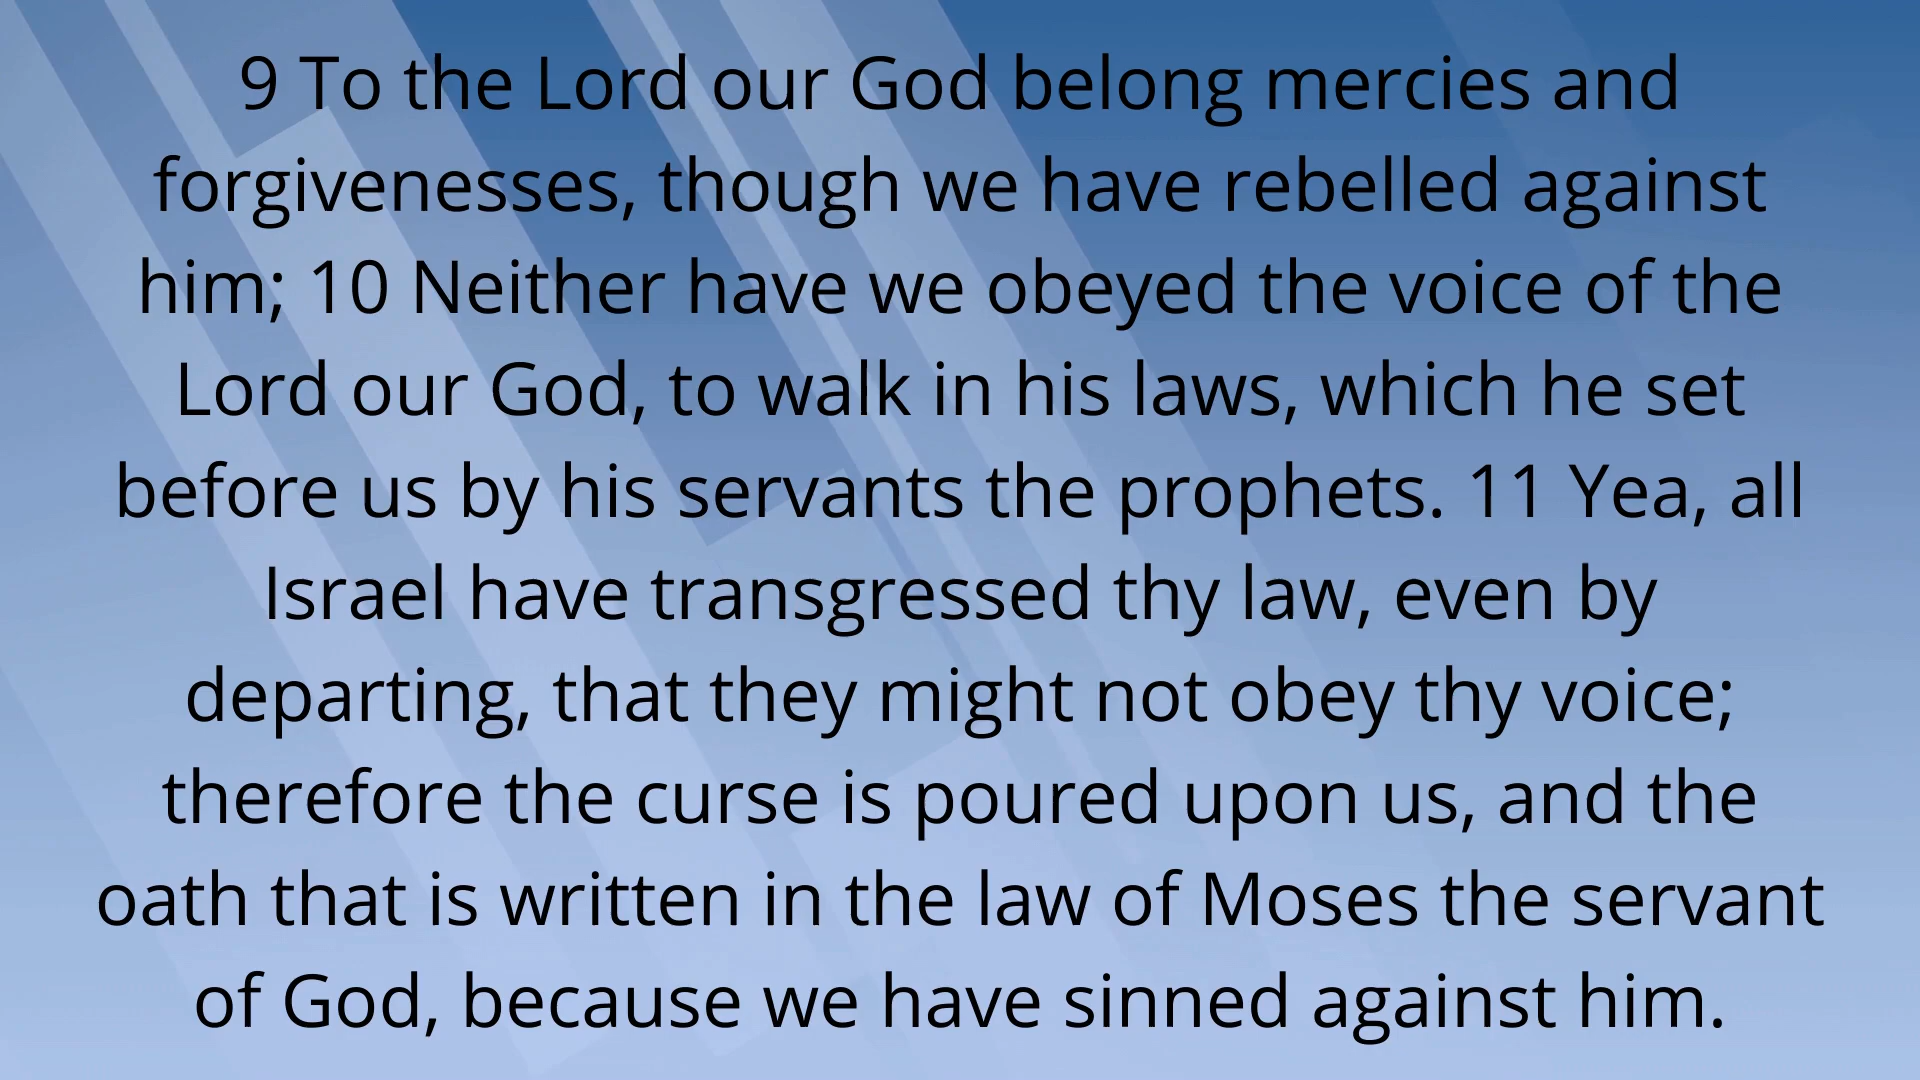 9 To the Lord our God belong mercies and
forgivenesses, though we have rebelled against
him; 10 Neither have we obeyed the voice of the
Lord our God, to walk in his laws, which he set
before us by his servants the prophets. 11 Yea, all
Israel have transgressed thy law, even by
departing, that they might not obey thy voice;
therefore the curse is poured upon us, and the
oath that is written in the law of Moses the servant
of God, because we have sinned against him.